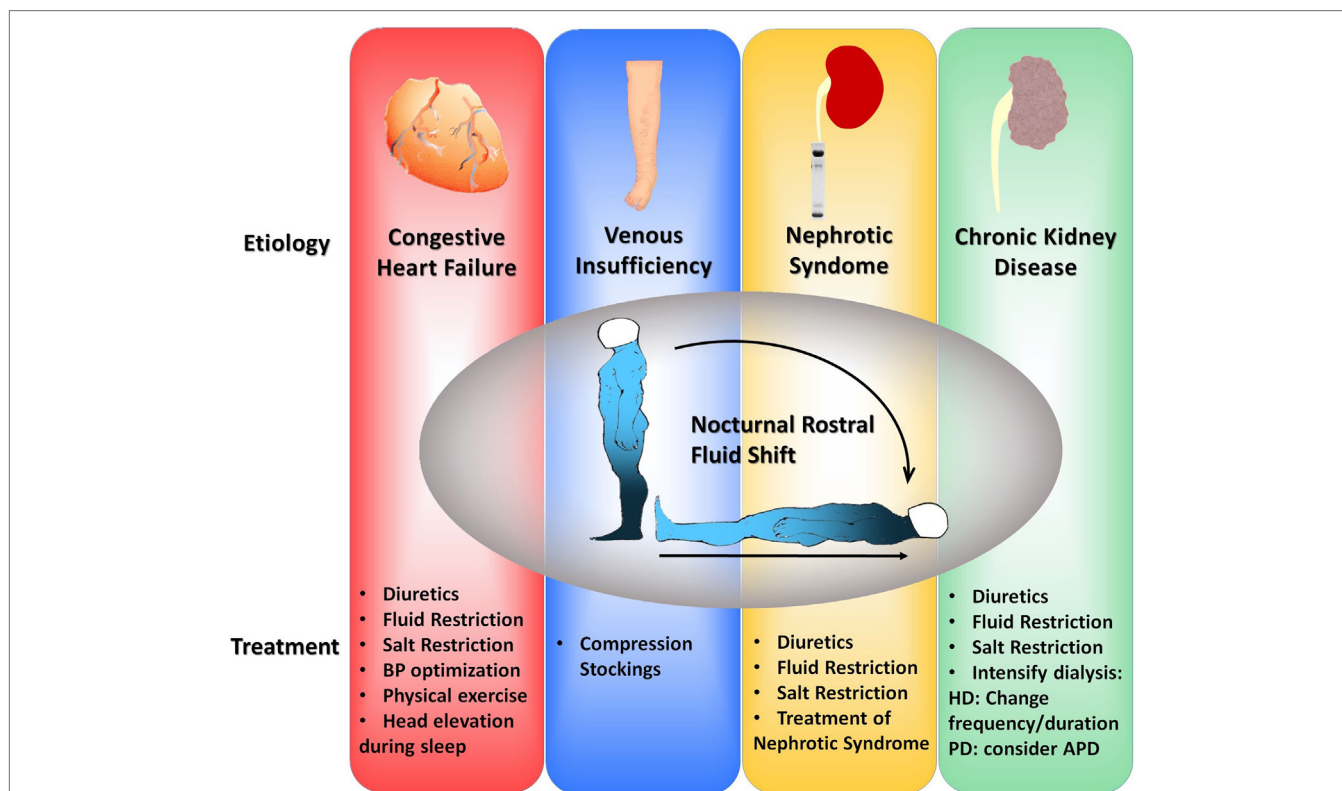 Etiology
Congestive
Heart Failure
Venous
Insufficiency
Nephrotic
Syndome
Chronic Kidney
Disease
Nocturnal Rostral
Fluid Shift
Treatment
• Diuretics
• Fluid Restriction
• Salt Restriction
• BP optimization
• Physical exercise
• Head elevation
during sleep
• Compression
Stockings
• Diuretics
• Fluid Restriction
• Salt Restriction
• Treatment of
Nephrotic Syndrome
• Diuretics
• Fluid Restriction
• Salt Restriction
• Intensify dialysis:
HD: Change
frequency/duration
PD: consider APD